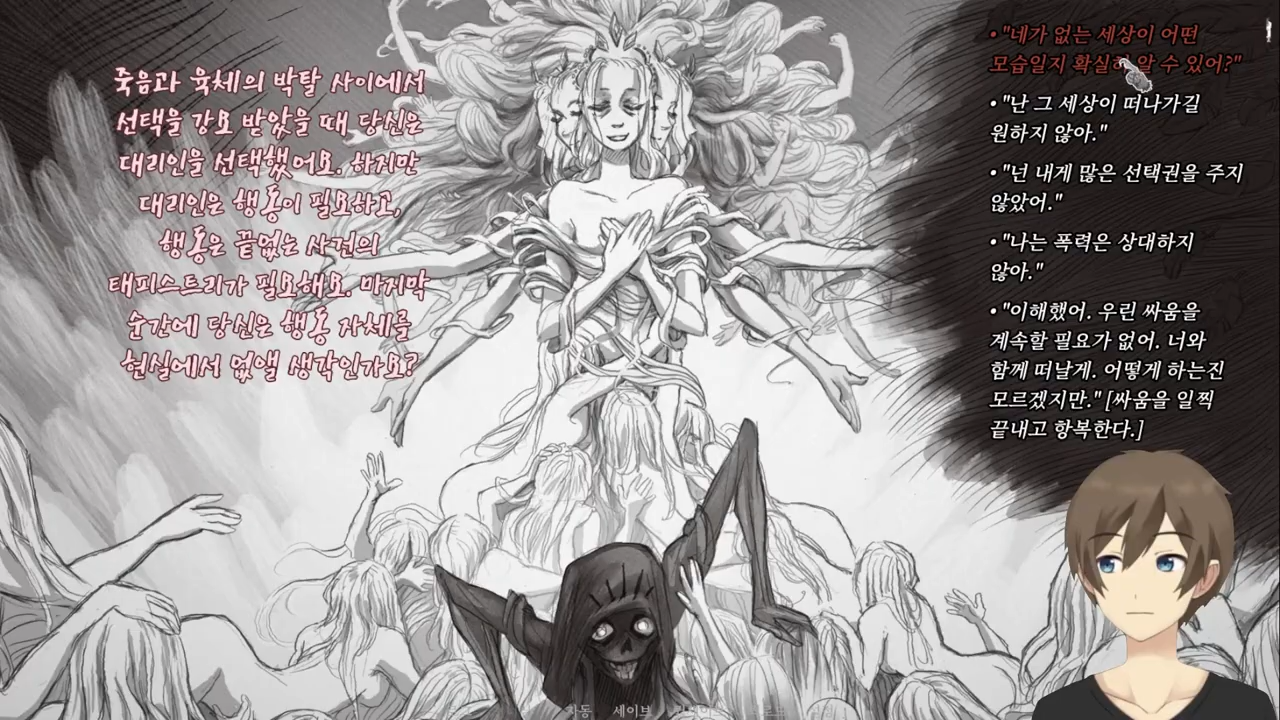 죽음과 육체의 박탈 사이에서
선택을 강요 받았을 때 당신은
대리인을 선택했어요. 하지만
대리인은 행동이 필요하고,
행동은 끝없는 사건의
태피스트리가 필요해요. 마지막
순간에 당신은 행동 자체를
현실에서 없앨 생각인가요?
• "네가 없는 세상이 어떤
모습일지 확실히 알 수 있어?"
• "난 그 세상이 떠나가길
원하지 않아."
• "넌 내게 많은 선택권을 주지
않았어."
• "나는 폭력은 상대하지
않아."
• "이해했어. 우린 싸움을
계속할 필요가 없어. 너와
함께 떠날게. 어떻게 하는진
모르겠지만." [싸움을 일찍
끝내고 항복한다.]
자동 세이브